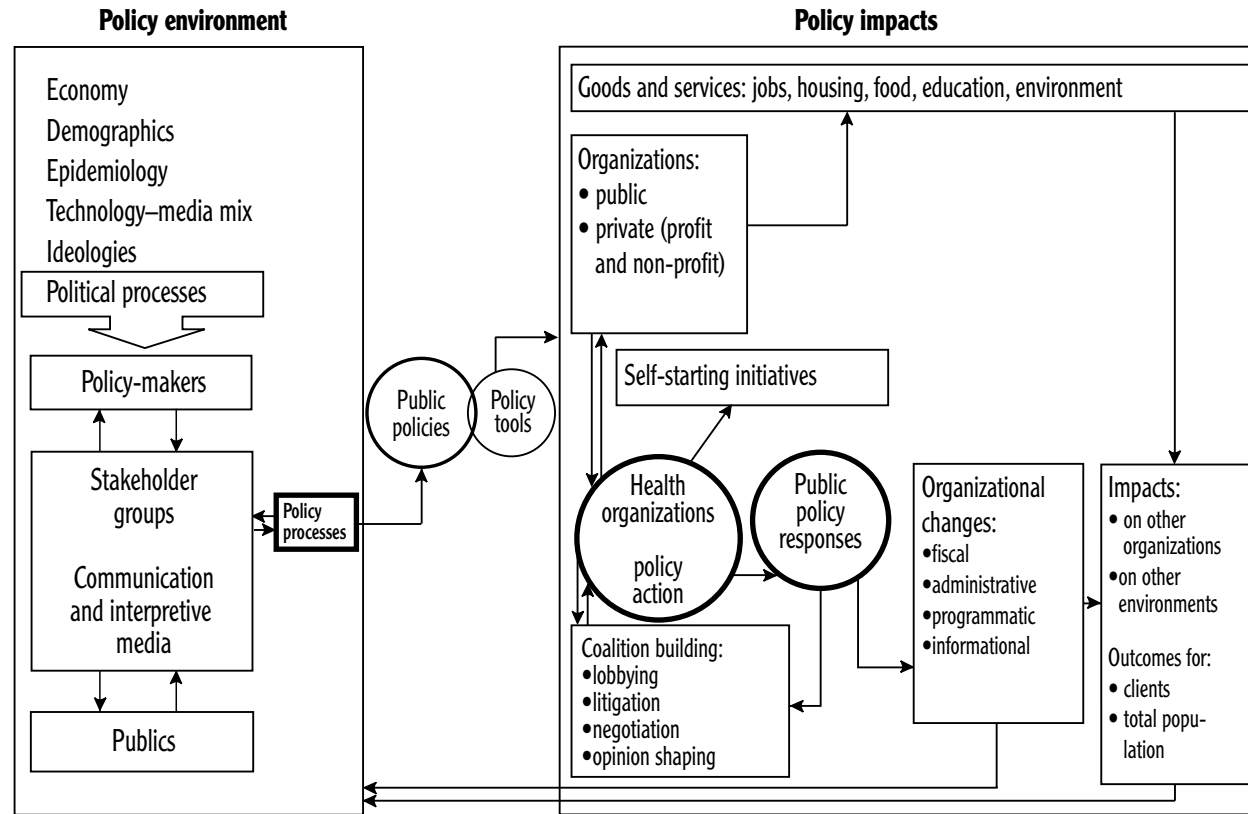 Policy environment
Economy
Demographics
Epidemiology
Technology–media mix
Ideologies
Political processes
Policy-makers
Stakeholder
groups
Communication
and interpretive
media
Policy
processes
Publics
Public
policies
Policy
tools
Policy impacts
Goods and services: jobs, housing, food, education, environment
Organizations:
• public
• private (profit
and non-profit)
Self-starting initiatives
Health
organizations
policy
action
Public
policy
responses
Coalition building:
•lobbying
•litigation
•negotiation
•opinion shaping
Organizational
changes:
•fiscal
•administrative
•programmatic
•informational
Impacts:
• on other
organizations
•on other
environments
Outcomes for:
• clients
• total popu-
lation